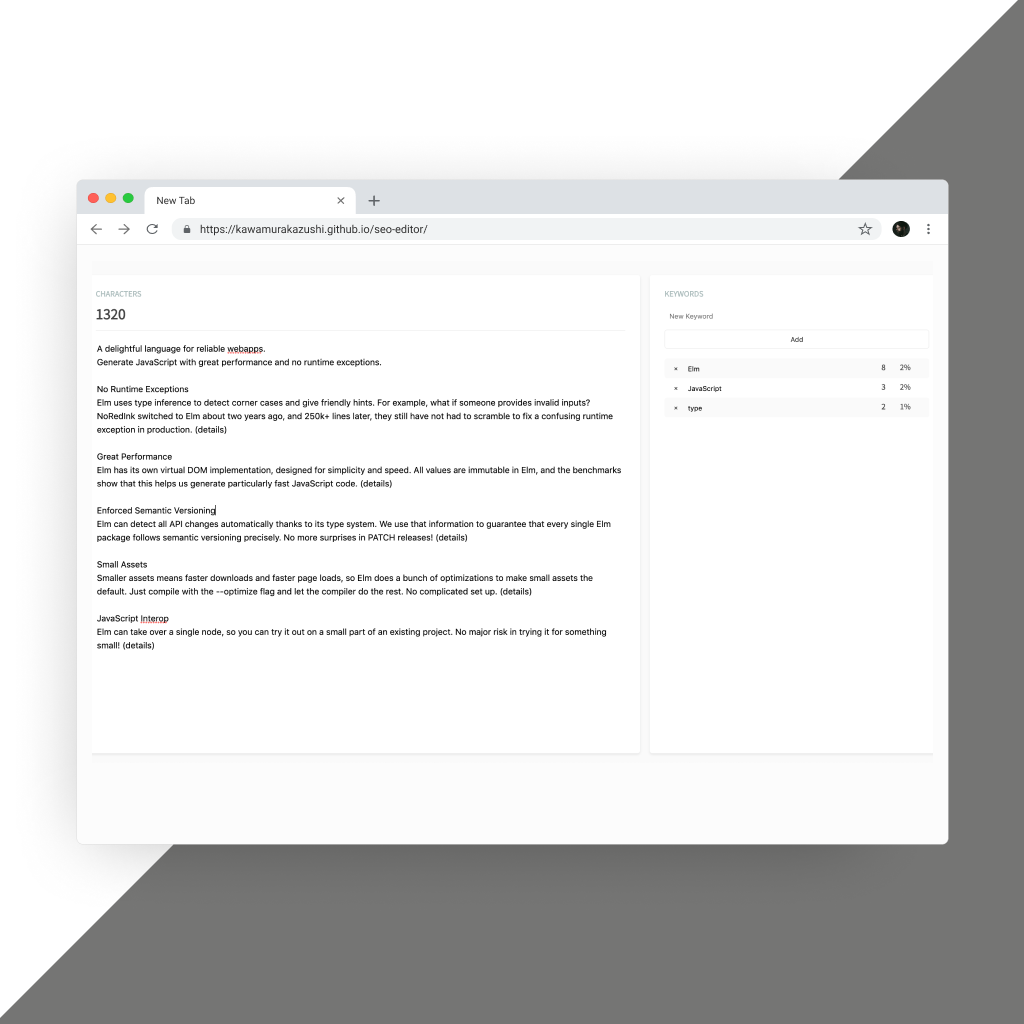 New Tab
https://kawamurakazushi.github.io/seo-editor/
CHARACTERS
1320
A delightful language for reliable webapps.
Generate JavaScript with great performance and no runtime exceptions.
No Runtime Exceptions
Elm uses type inference to detect corner cases and give friendly hints. For example, what if someone provides invalid inputs?
NoRedInk switched to Elm about two years ago, and 250k+ lines later, they still have not had to scramble to fix a confusing runtime
exception in production. (details)
Great Performance
Elm has its own virtual DOM implementation, designed for simplicity and speed. All values are immutable in Elm, and the benchmarks
show that this helps us generate particularly fast JavaScript code. (details)
Enforced Semantic Versioning
Elm can detect all API changes automatically thanks to its type system. We use that information to guarantee that every single Elm
package follows semantic versioning precisely. No more surprises in PATCH releases! (details)
Small Assets
Smaller assets means faster downloads and faster page loads, so Elm does a bunch of optimizations to make small assets the
default. Just compile with the --optimize flag and let the compiler do the rest. No complicated set up. (details)
JavaScript Interop
Elm can take over a single node, so you can try it out on a small part of an existing project. No major risk in trying it for something
small! (details)
KEYWORDS
New Keyword
Add
× Elm 8 2%
× JavaScript 3 2%
× type 2 1%